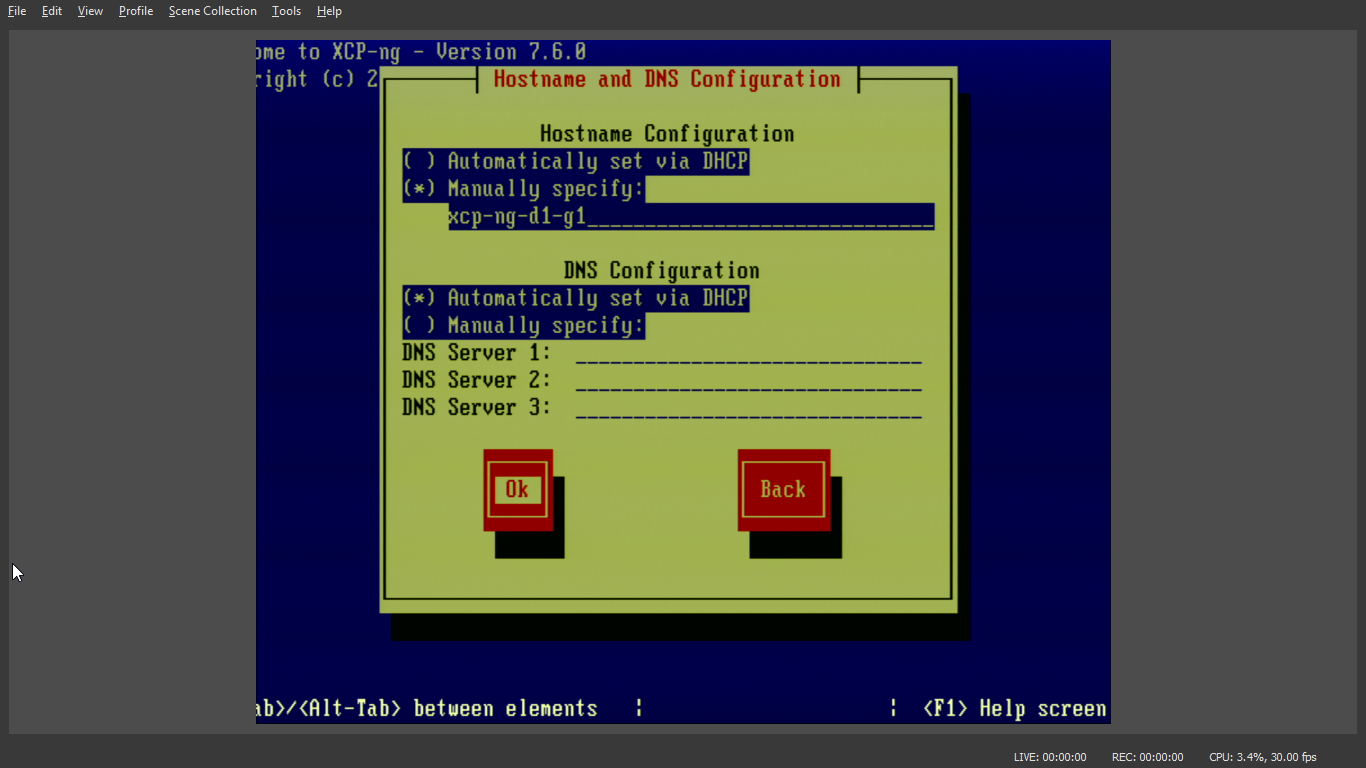 File Edit View Profile Scene Collection Tools Help
ome to XCP-ng - Version 7.6.0
right (c) 2
Hostname and DNS Configuration
Hostname Configuration
( ) Automatically set via DHCP
(*) Manually specify:
xcp-ng-d1-g1______________________________
DNS Configuration
(*) Automatically set via DHCP
( ) Manually specify:
DNS Server 1: ______________________________
DNS Server 2: ______________________________
DNS Server 3: ______________________________
Ok Back
ab>/<Alt-Tab> between elements ¦ ¦ <F1> Help screen
LIVE: 00:00:00 REC: 00:00:00 CPU: 3.4%, 30.00 fps